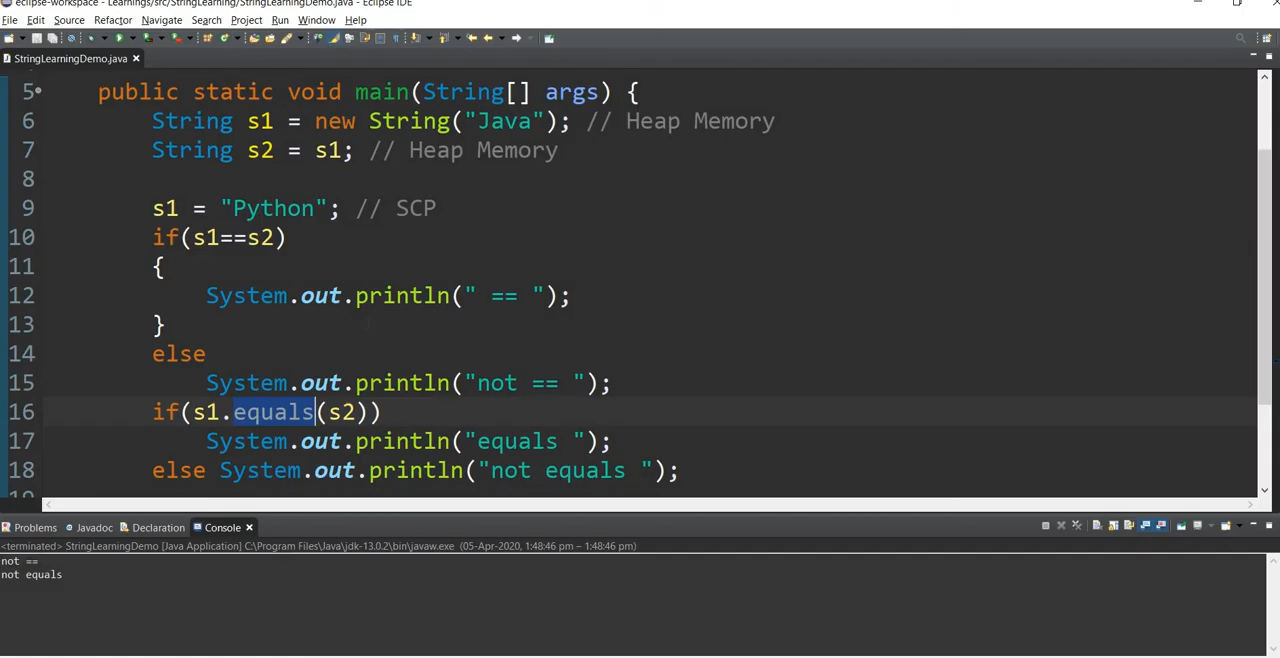 eclipse-workspace - Learnings/src/StringLearning/StringLearningDemo.java - Eclipse IDE
File Edit Source Refactor Navigate Search Project Run Window Help
StringLearningDemo.java
5 public static void main(String[] args) {
6 String s1 = new String("Java"); // Heap Memory
7 String s2 = s1; // Heap Memory
8
9 s1 = "Python"; // SCP
10 if(s1==s2)
11 {
12 System.out.println(" == ");
13 }
14 else
15 System.out.println("not == ");
16 if(s1.equals(s2))
17 System.out.println("equals ");
18 else System.out.println("not equals ");
19
Problems Javadoc Declaration Console
<terminated> StringLearningDemo [Java Application] C:\Program Files\Java\jdk-13.0.2\bin\javaw.exe (05-Apr-2020, 1:48:46 pm – 1:48:46 pm)
not ==
not equals